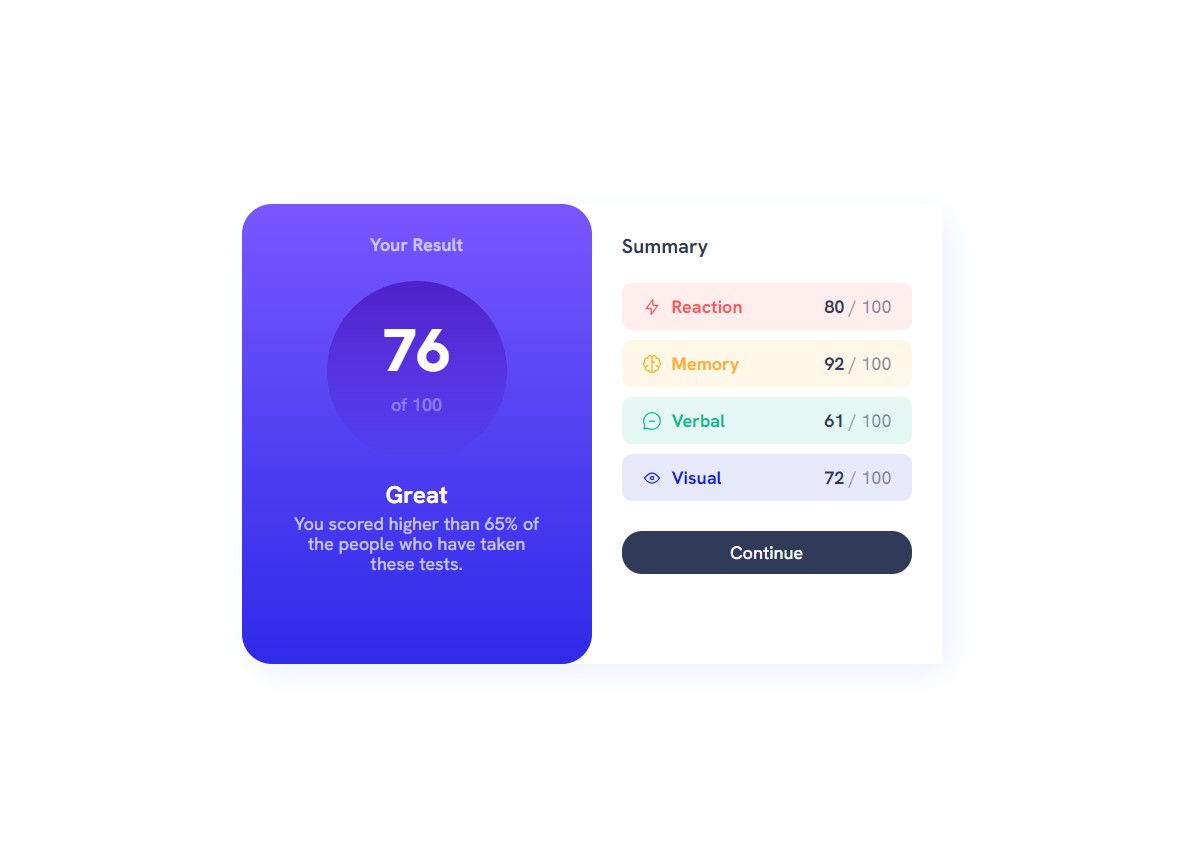 Your Result
76
of 100
Great
You scored higher than 65% of
the people who have taken
these tests.
Summary
Reaction 80 / 100
Memory 92 / 100
Verbal 61 / 100
Visual 72 / 100
Continue